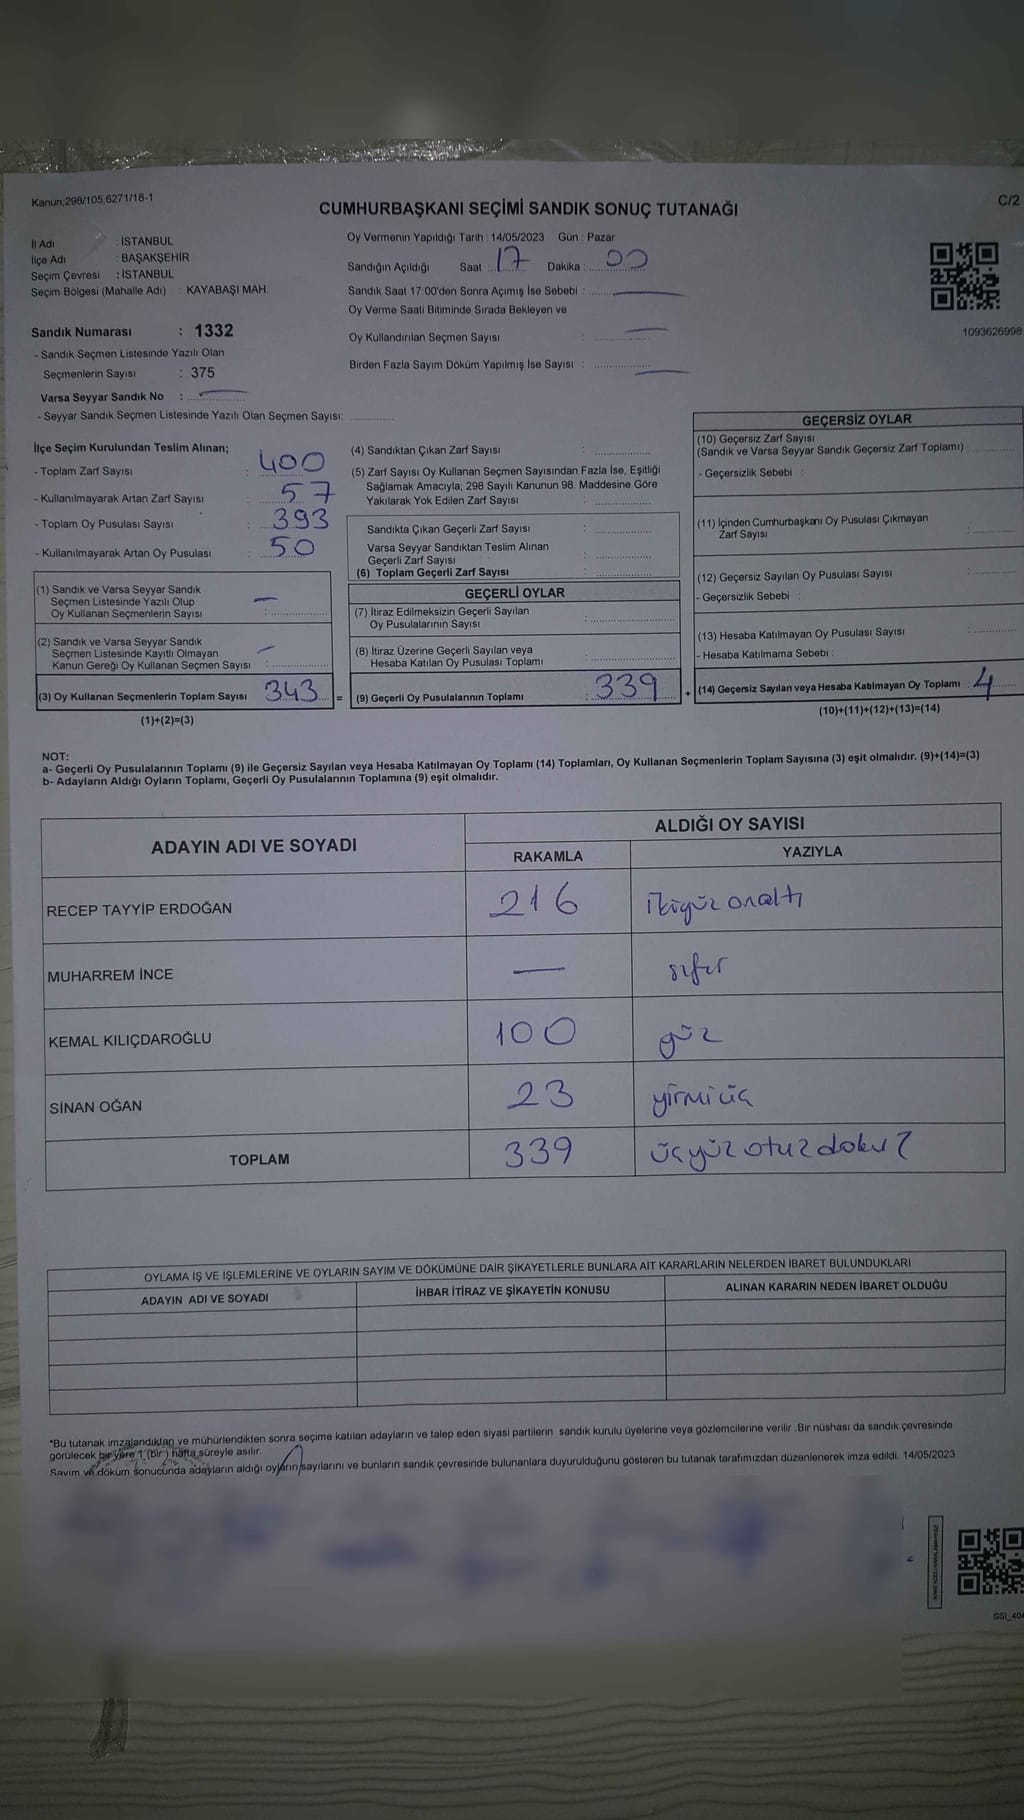 Kanun;298/105;6271/18-1
C/2
CUMHURBAŞKANI SEÇİMİ SANDIK SONUÇ TUTANAĞI
İl Adı : İSTANBUL
İlçe Adı : BAŞAKŞEHİR
Seçim Çevresi : İSTANBUL
Seçim Bölgesi (Mahalle Adı) : KAYABAŞI MAH.
Sandık Numarası : 1332
- Sandık Seçmen Listesinde Yazılı Olan
Seçmenlerin Sayısı : 375
Varsa Seyyar Sandık No :
- Seyyar Sandık Seçmen Listesinde Yazılı Olan Seçmen Sayısı:
Oy Vermenin Yapıldığı Tarih : 14/05/2023 Gün : Pazar
Sandığın Açıldığı Saat : 17 Dakika : 00
Sandık Saat 17:00'den Sonra Açımış İse Sebebi :
Oy Verme Saati Bitiminde Sırada Bekleyen ve
Oy Kullandırılan Seçmen Sayısı :
Birden Fazla Sayım Döküm Yapılmış İse Sayısı :
1093626998
İlçe Seçim Kurulundan Teslim Alınan;
- Toplam Zarf Sayısı : 400
- Kullanılmayarak Artan Zarf Sayısı : 57
- Toplam Oy Pusulası Sayısı : 393
- Kullanılmayarak Artan Oy Pusulası : 50
(1) Sandık ve Varsa Seyyar Sandık
Seçmen Listesinde Yazılı Olup
Oy Kullanan Seçmenlerin Sayısı : —
(2) Sandık ve Varsa Seyyar Sandık
Seçmen Listesinde Kayıtlı Olmayan
Kanun Gereği Oy Kullanan Seçmen Sayısı : —
(3) Oy Kullanan Seçmenlerin Toplam Sayısı 343 =
(1)+(2)=(3)
(4) Sandıktan Çıkan Zarf Sayısı :
(5) Zarf Sayısı Oy Kullanan Seçmen Sayısından Fazla İse, Eşitliği
Sağlamak Amacıyla; 298 Sayılı Kanunun 98. Maddesine Göre
Yakılarak Yok Edilen Zarf Sayısı :
Sandıkta Çıkan Geçerli Zarf Sayısı :
Varsa Seyyar Sandıktan Teslim Alınan
Geçerli Zarf Sayısı :
(6) Toplam Geçerli Zarf Sayısı :
GEÇERLİ OYLAR
(7) İtiraz Edilmeksizin Geçerli Sayılan
Oy Pusulalarının Sayısı :
(8) İtiraz Üzerine Geçerli Sayılan veya
Hesaba Katılan Oy Pusulası Toplamı :
(9) Geçerli Oy Pusulalarının Toplamı : 339 +
GEÇERSİZ OYLAR
(10) Geçersiz Zarf Sayısı
(Sandık ve Varsa Seyyar Sandık Geçersiz Zarf Toplamı) :
- Geçersizlik Sebebi :
(11) İçinden Cumhurbaşkanı Oy Pusulası Çıkmayan
Zarf Sayısı :
(12) Geçersiz Sayılan Oy Pusulası Sayısı :
- Geçersizlik Sebebi :
(13) Hesaba Katılmayan Oy Pusulası Sayısı :
- Hesaba Katılmama Sebebi :
(14) Geçersiz Sayılan veya Hesaba Katılmayan Oy Toplamı : 4
(10)+(11)+(12)+(13)=(14)
NOT:
a- Geçerli Oy Pusulalarının Toplamı (9) ile Geçersiz Sayılan veya Hesaba Katılmayan Oy Toplamı (14) Toplamları, Oy Kullanan Seçmenlerin Toplam Sayısına (3) eşit olmalıdır. (9)+(14)=(3)
b- Adayların Aldığı Oyların Toplamı, Geçerli Oy Pusulalarının Toplamına (9) eşit olmalıdır.
ADAYIN ADI VE SOYADI
ALDIĞI OY SAYISI
RAKAMLA YAZIYLA
RECEP TAYYİP ERDOĞAN 216 ikiyüz onaltı
MUHARREM İNCE — sıfır
KEMAL KILIÇDAROĞLU 100 yüz
SİNAN OĞAN 23 yirmiüç
TOPLAM 339 üçyüz otuz dokuz
OYLAMA İŞ VE İŞLEMLERİNE VE OYLARIN SAYIM VE DÖKÜMÜNE DAİR ŞİKAYETLERLE BUNLARA AİT KARARLARIN NELERDEN İBARET BULUNDUKLARI
ADAYIN ADI VE SOYADI İHBAR İTİRAZ VE ŞİKAYETİN KONUSU ALINAN KARARIN NEDEN İBARET OLDUĞU
*Bu tutanak imzalandıktan ve mühürlendikten sonra seçime katılan adayların ve talep eden siyasi partilerin sandık kurulu üyelerine veya gözlemcilerine verilir. Bir nüshası da sandık çevresinde
görülecek bir yere 1 (bir) hafta süreyle asılır.
Sayım ve döküm sonucunda adayların aldığı oyların sayılarını ve bunların sandık çevresinde bulunanlara duyurulduğunu gösteren bu tutanak tarafımızdan düzenlenerek imza edildi. 14/05/2023